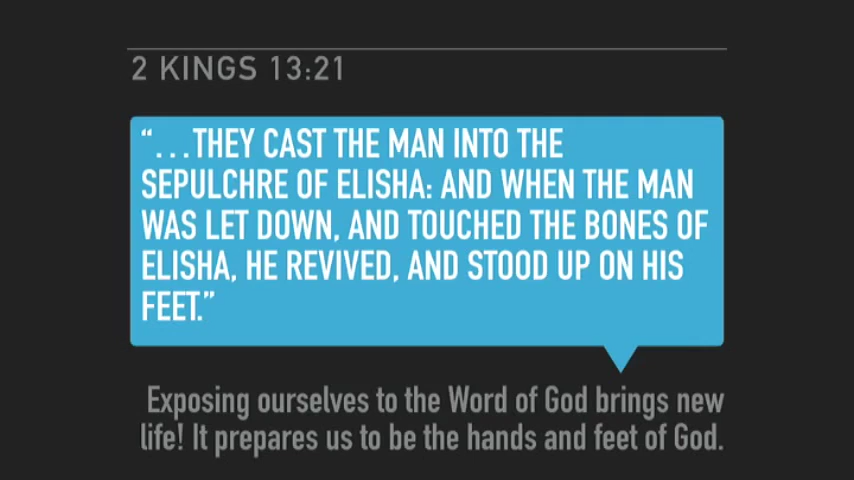 2 KINGS 13:21
“...THEY CAST THE MAN INTO THE
SEPULCHRE OF ELISHA: AND WHEN THE MAN
WAS LET DOWN, AND TOUCHED THE BONES OF
ELISHA, HE REVIVED, AND STOOD UP ON HIS
FEET.”
Exposing ourselves to the Word of God brings new
life! It prepares us to be the hands and feet of God.